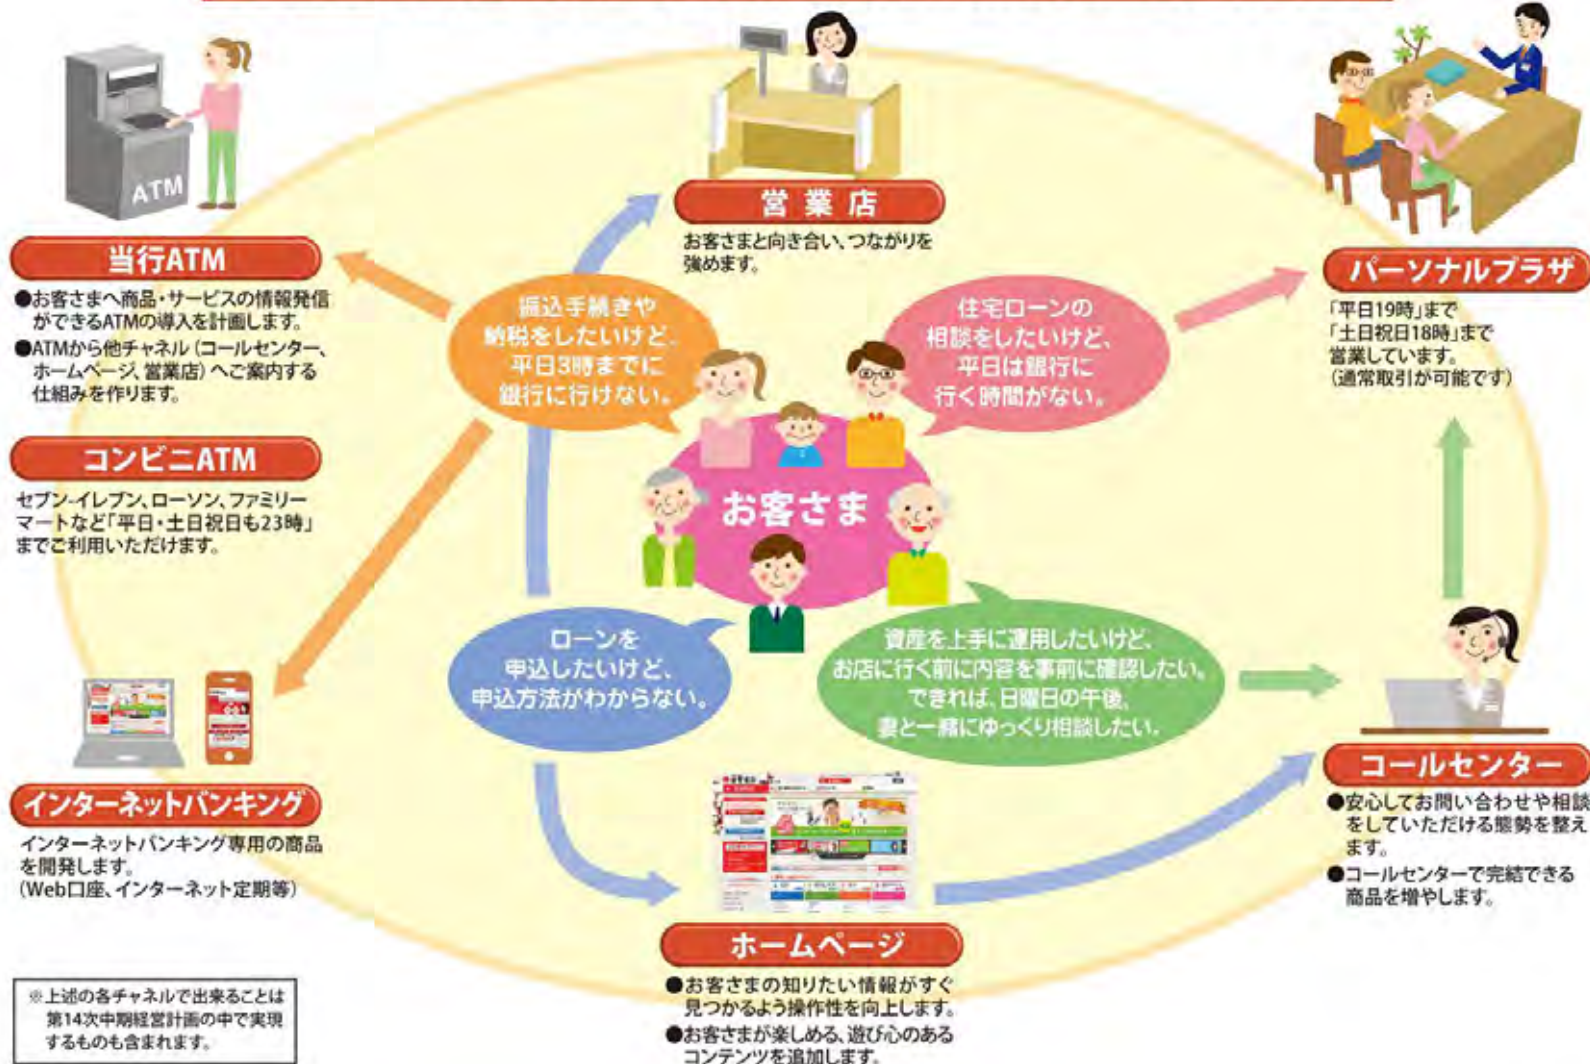 ATM
営業店
お客さまと向き合い、つながりを
強めます。
当行ATM
●お客さまへ商品・サービスの情報発信
ができるATMの導入を計画します。
●ATMから他チャネル（コールセンター、
ホームページ、営業店）へご案内する
仕組みを作ります。
コンビニATM
セブン-イレブン、ローソン、ファミリー
マートなど「平日・土日祝日も23時」
までご利用いただけます。
振込手続きや
納税をしたいけど、
平日3時までに
銀行に行けない。
住宅ローンの
相談をしたいけど、
平日は銀行に
行く時間がない。
パーソナルプラザ
「平日19時」まで
「土日祝日18時」まで
営業しています。
（通常取引が可能です）
お客さま
ローンを
申込したいけど、
申込方法がわからない。
資産を上手に運用したいけど、
お店に行く前に内容を事前に確認したい。
できれば、日曜日の午後、
妻と一緒にゆっくり相談したい。
インターネットバンキング
インターネットバンキング専用の商品
を開発します。
（Web口座、インターネット定期等）
コールセンター
●安心してお問い合わせや相談
をしていただける態勢を整え
ます。
●コールセンターで完結できる
商品を増やします。
ホームページ
●お客さまの知りたい情報がすぐ
見つかるよう操作性を向上します。
●お客さまが楽しめる、遊び心のある
コンテンツを追加します。
※上述の各チャネルで出来ることは
第14次中期経営計画の中で実現
するものも含まれます。